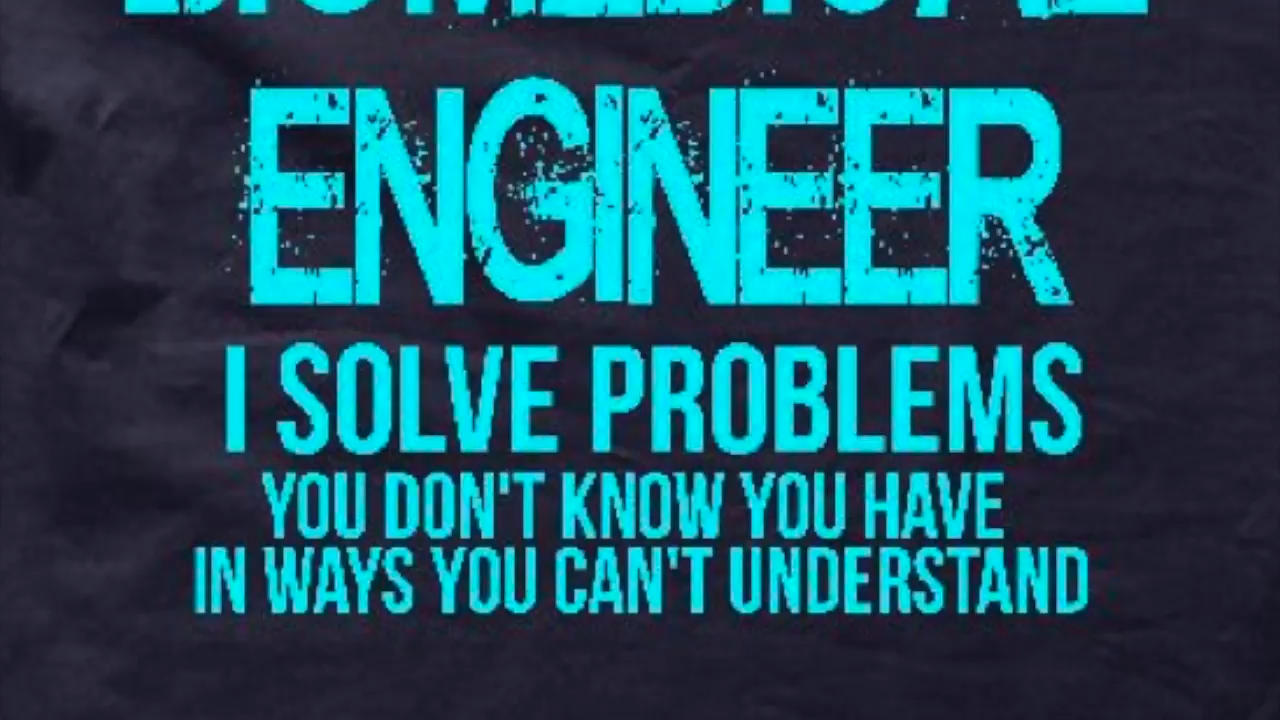 ENGINEER
I SOLVE PROBLEMS
YOU DON'T KNOW YOU HAVE
IN WAYS YOU CAN'T UNDERSTAND